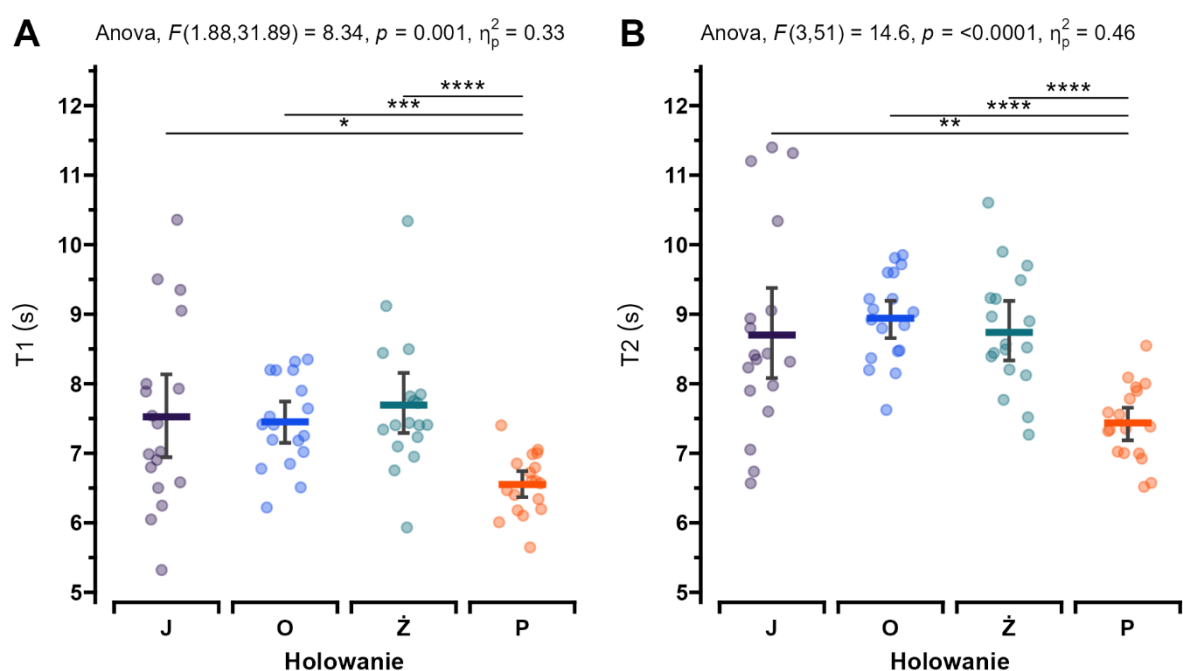 A
Anova, F(1.88,31.89) = 8.34, p = 0.001, η²p = 0.33
****
***
*
12
11
10
9
8
7
6
5
T1 (s)
J O Ż P
Holowanie
B
Anova, F(3,51) = 14.6, p = <0.0001, η²p = 0.46
****
****
**
12
11
10
9
8
7
6
5
T2 (s)
J O Ż P
Holowanie